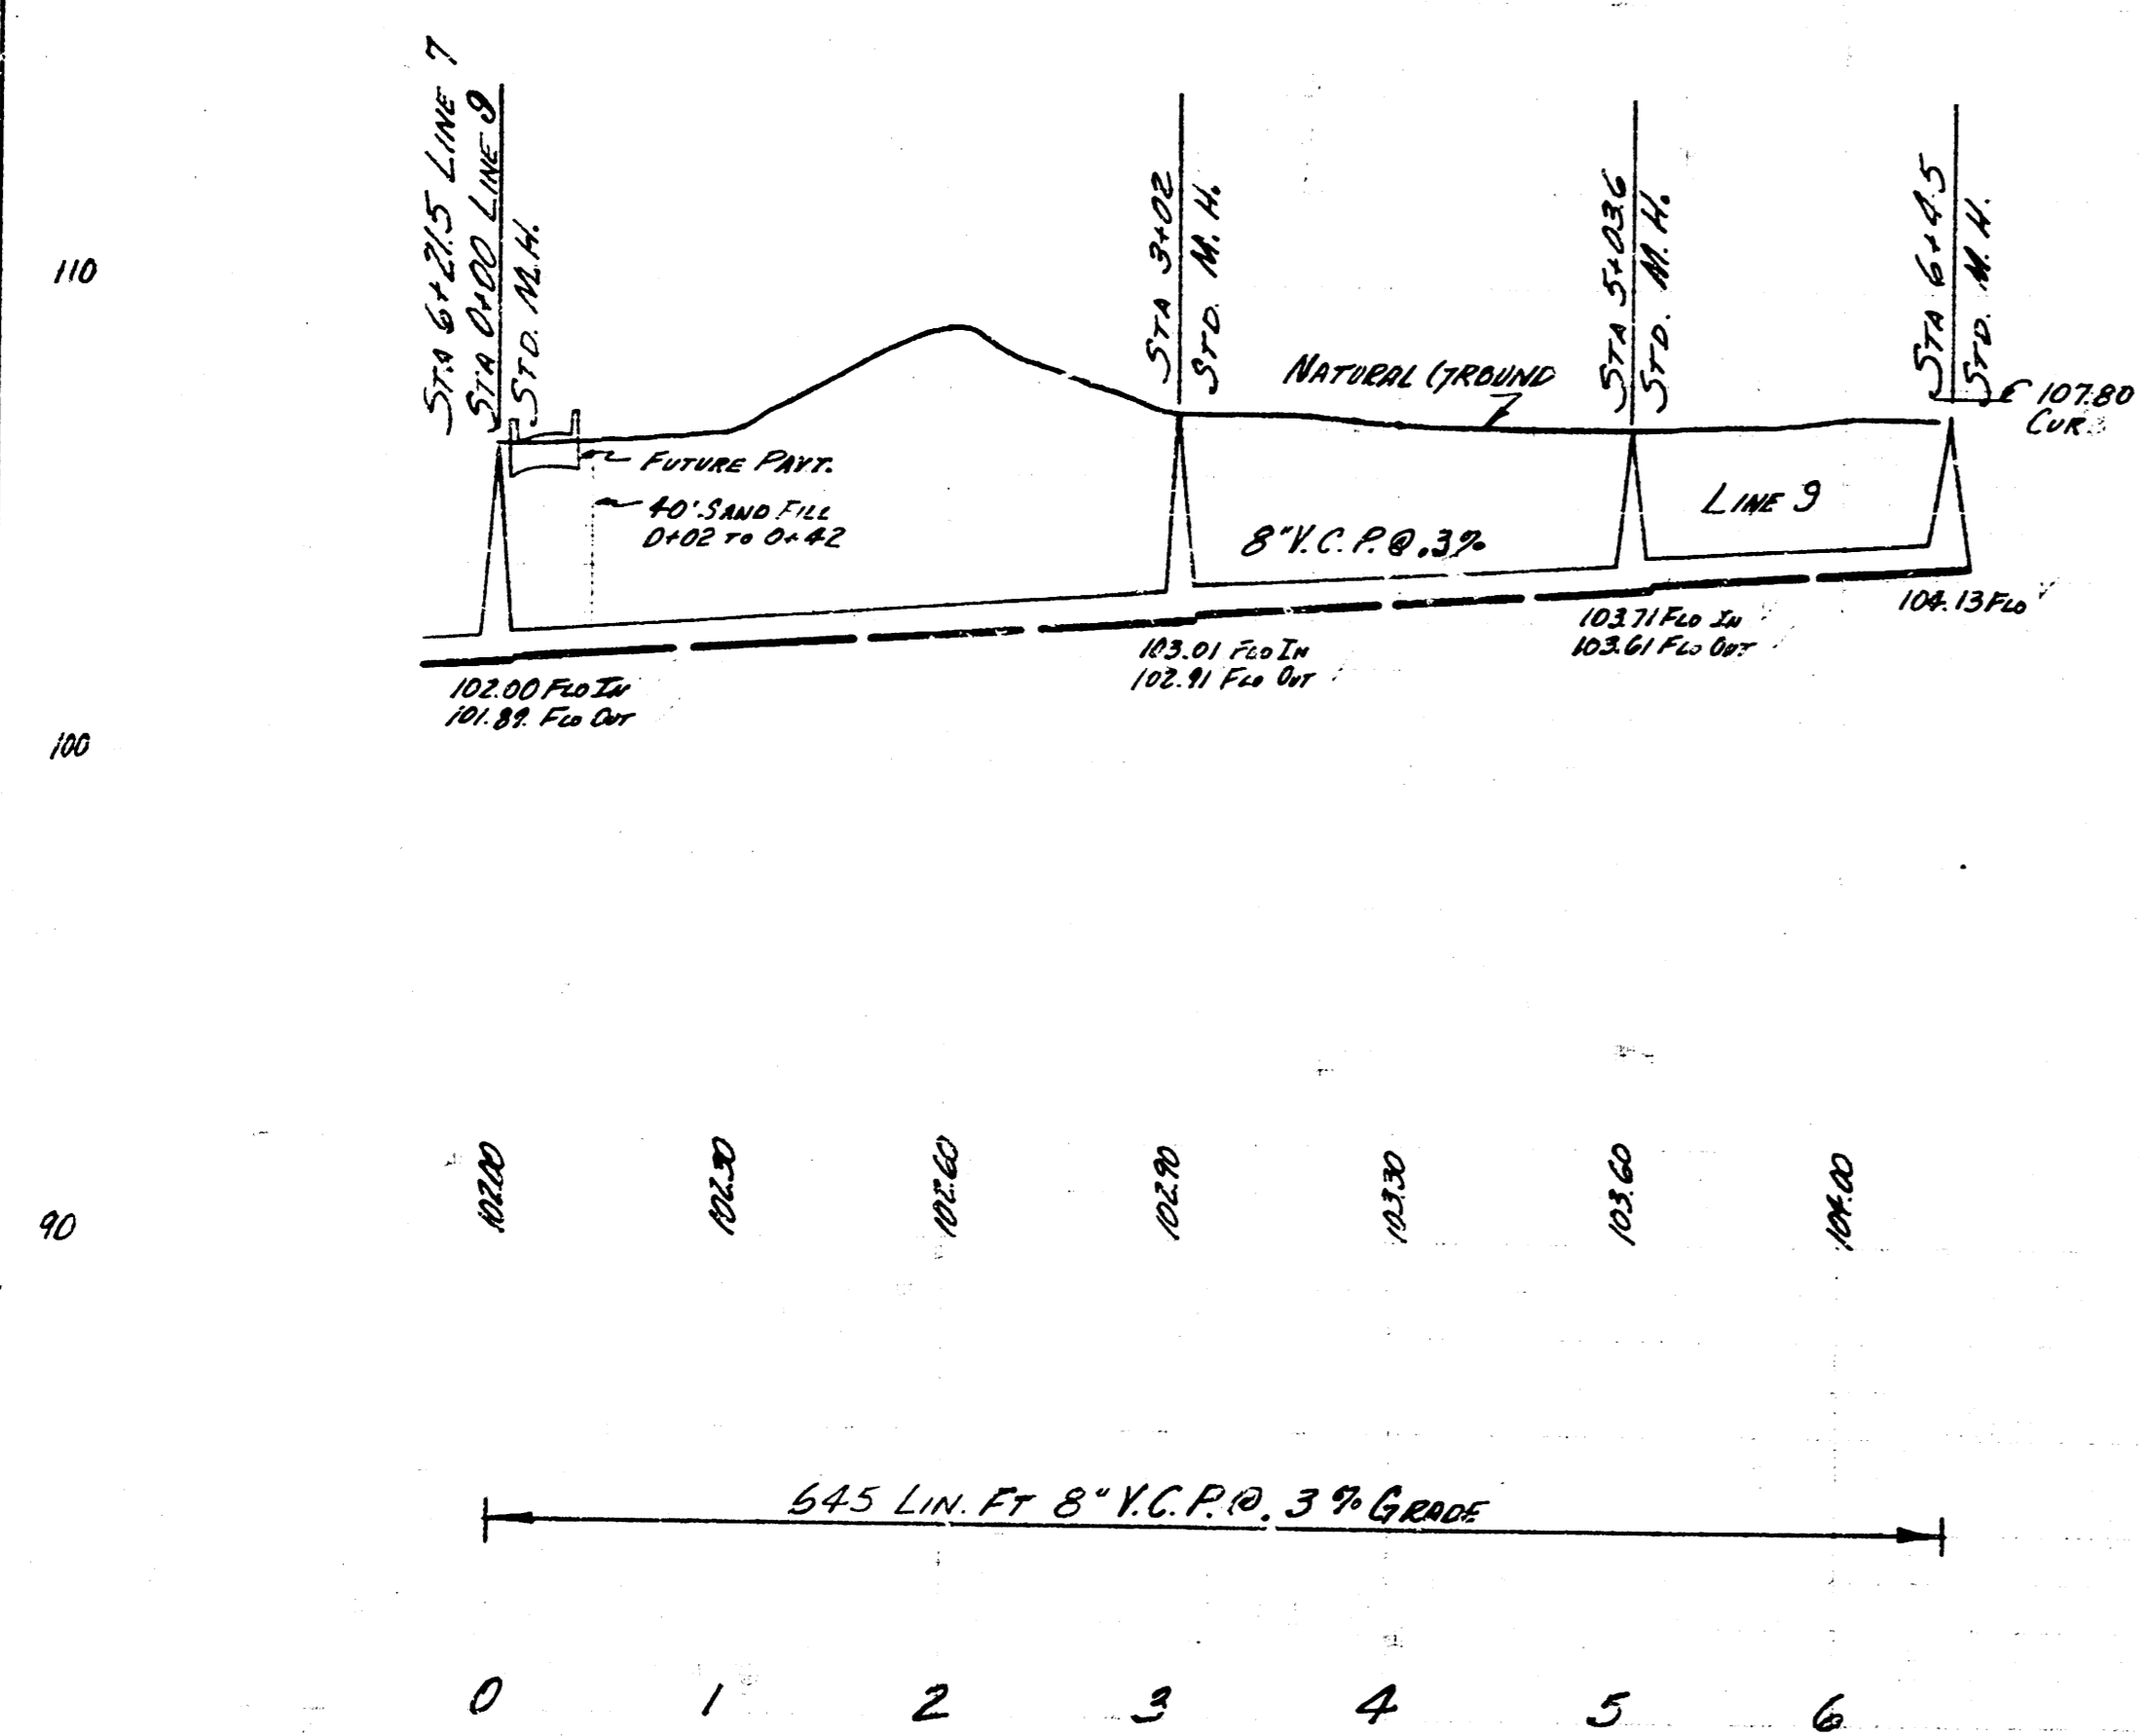 STA 6+21.5 LINE 7
STA 0+00 LINE 9
STD. M.H.
STA 3+02
STD. M.H.
STA 5+03.6
STD. M.H.
STA 6+45
STD. M.H.
110
NATURAL GROUND
107.80
CUR
FUTURE PAVT.
40' SAND FILL
0+02 TO 0+42
LINE 9
8" V.C.P. @ .3%
102.00 FLO IN
101.89 FLO OUT
103.01 FLO IN
102.91 FLO OUT
103.71 FLO IN
103.61 FLO OUT
104.13 FLO
100
90
102.00
102.30
102.60
102.90
103.30
103.60
104.00
645 LIN. FT 8" V.C.P. @ .3% GRADE
0 1 2 3 4 5 6